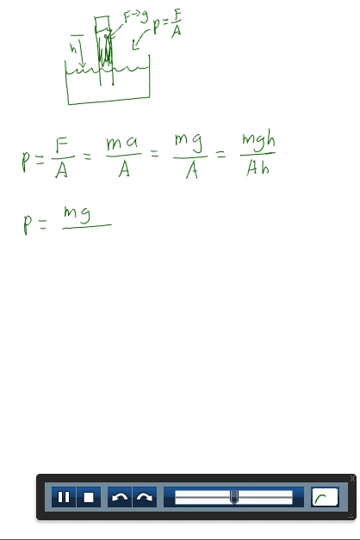 F→g
p = F/A
h
p = F/A = ma/A = mg/A = mgh/Ah
p = mg